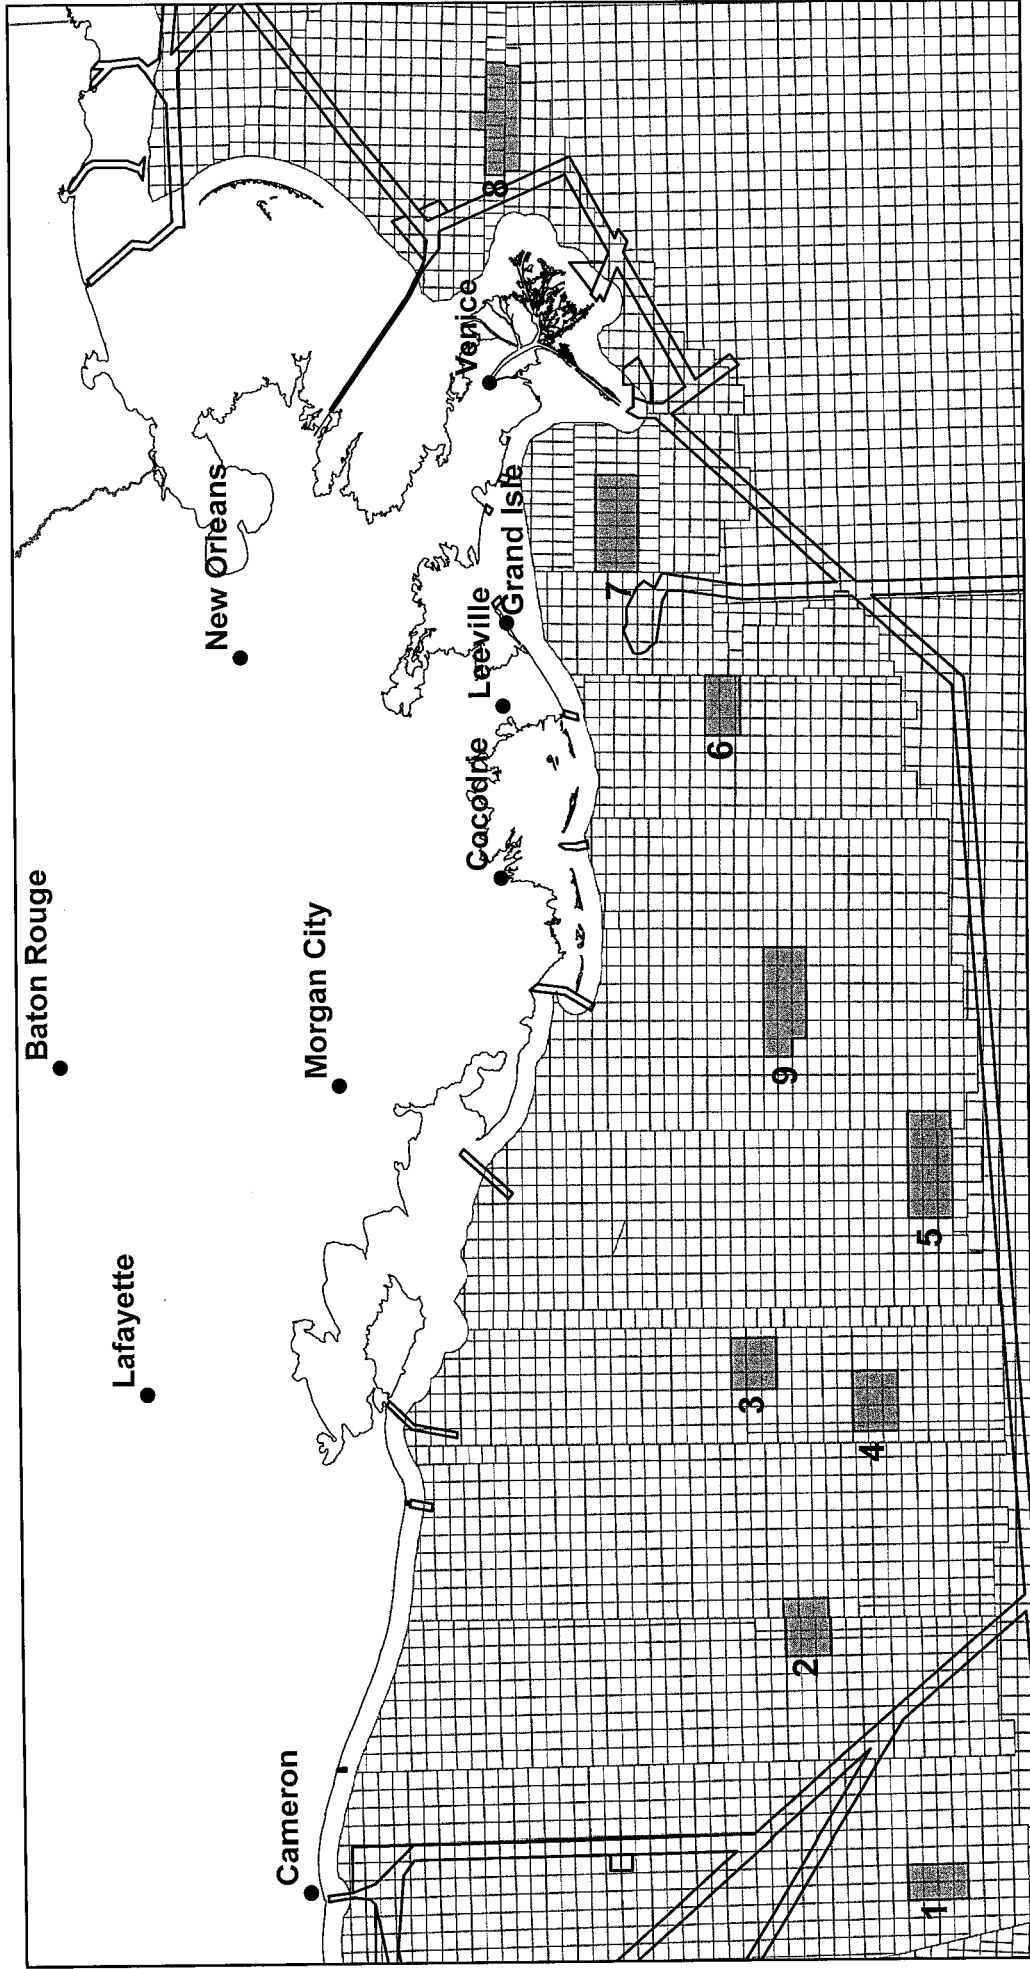 Baton Rouge
Lafayette
New Orleans
Morgan City
Cameron
Venice
Grand Isle
Leeville
Cocodrie
8
7
6
9
5
3
4
2
1